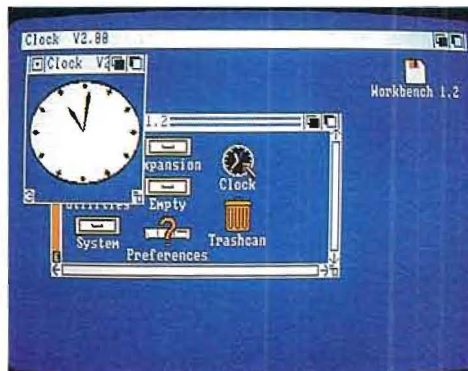 Clock V2.00
Clock V2
Workbench 1.2
1.2
xpansion
Clock
Utilities
Empty
System
Trashcan
Preferences